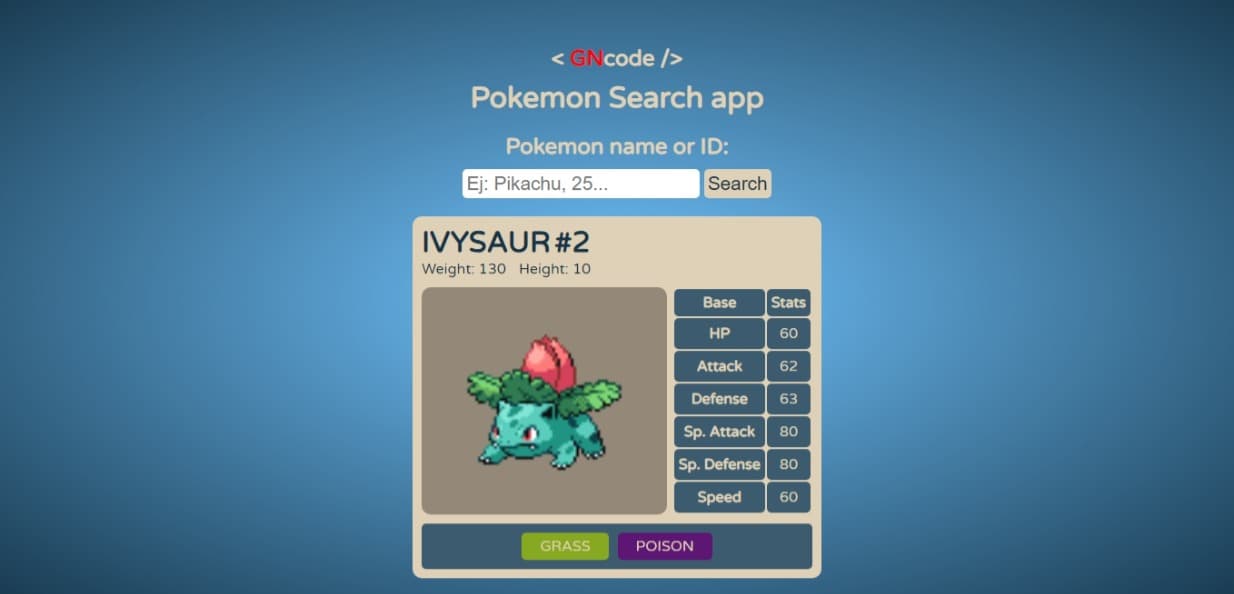 < GNcode />
Pokemon Search app
Pokemon name or ID:
Ej: Pikachu, 25... Search
IVYSAUR #2
Weight: 130 Height: 10
Base Stats
HP 60
Attack 62
Defense 63
Sp. Attack 80
Sp. Defense 80
Speed 60
GRASS POISON